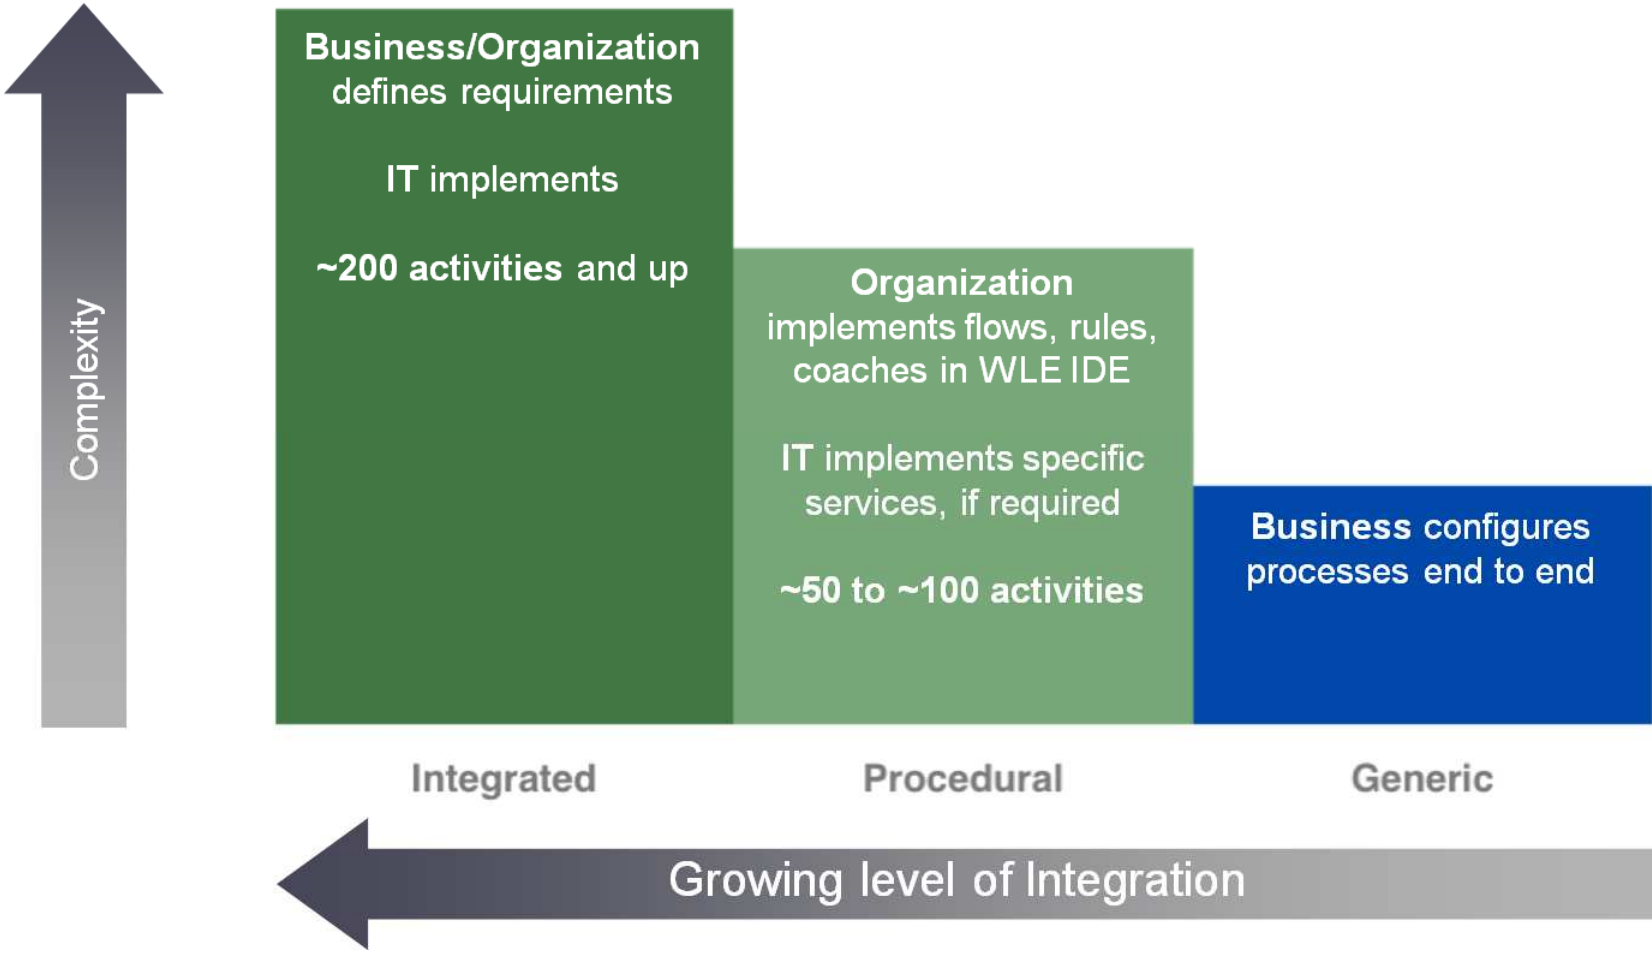 Complexity
Business/Organization
defines requirements
IT implements
~200 activities and up
Organization
implements flows, rules,
coaches in WLE IDE
IT implements specific
services, if required
~50 to ~100 activities
Business configures
processes end to end
Integrated
Procedural
Generic
Growing level of Integration